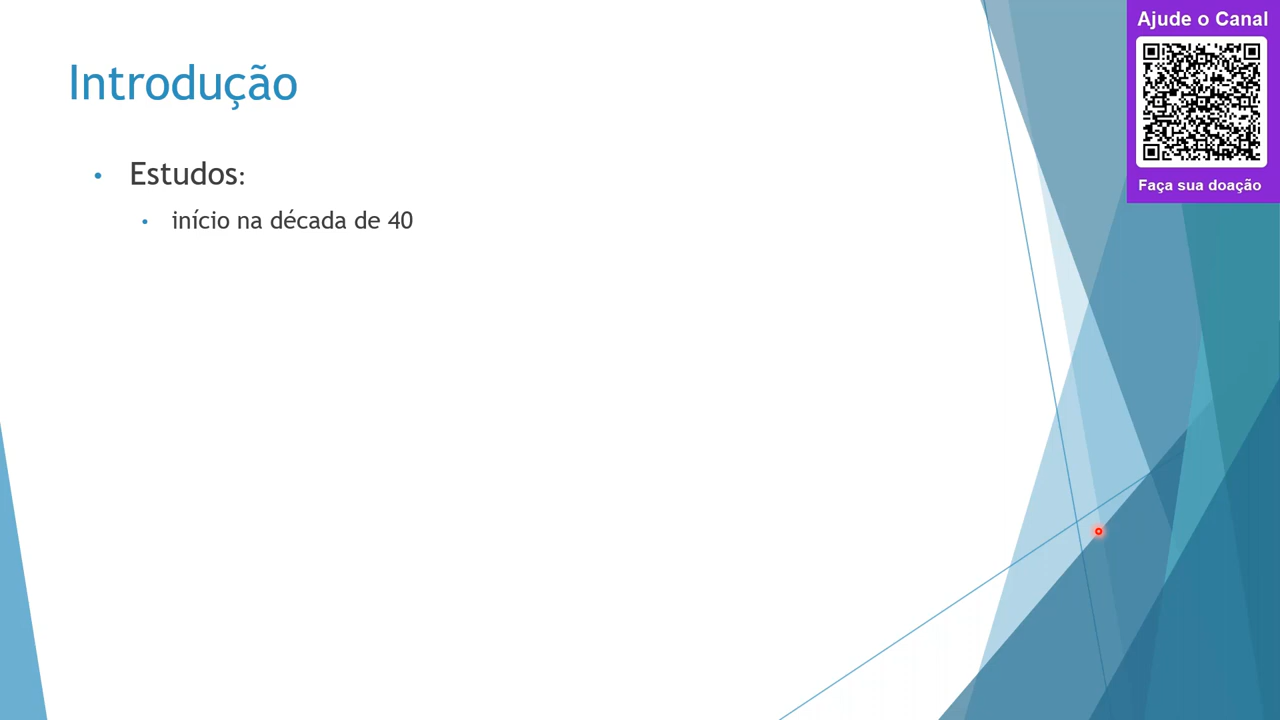 Introdução
Estudos:
início na década de 40
Ajude o Canal
Faça sua doação